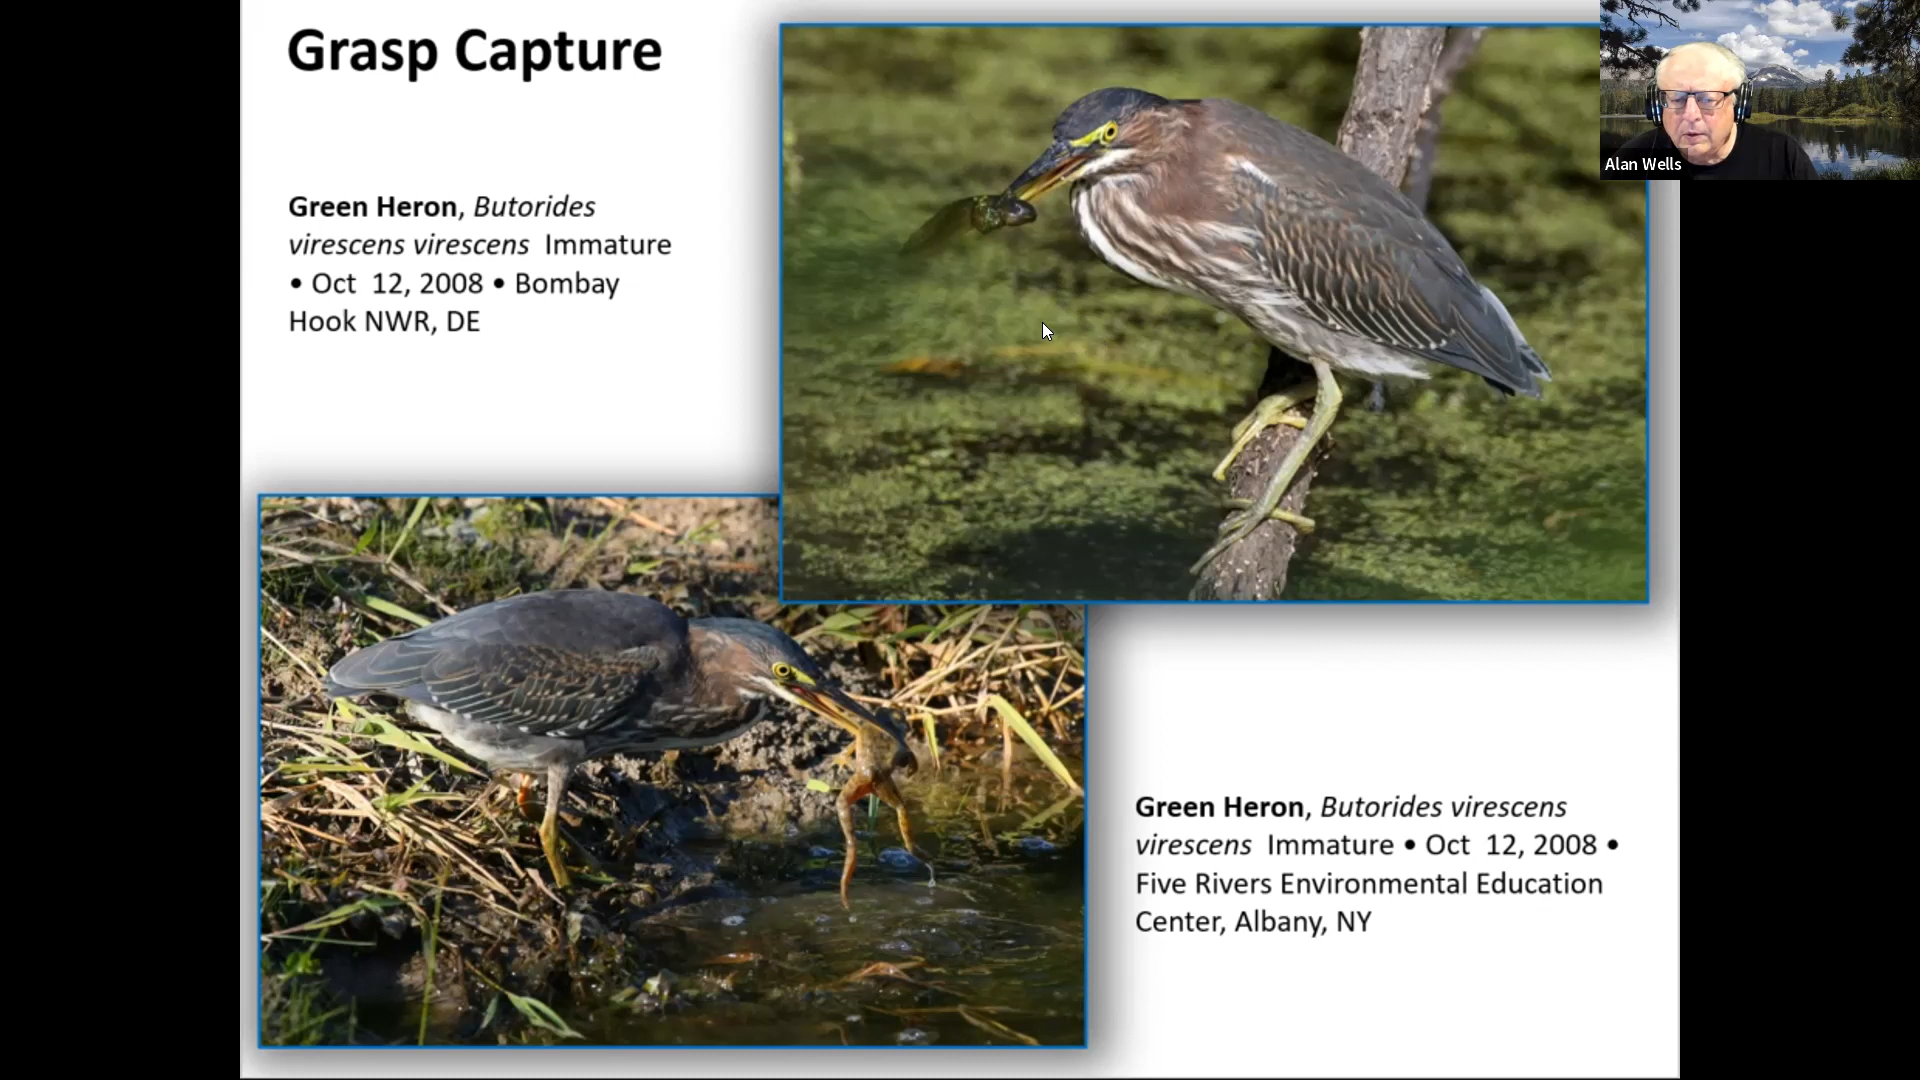 Grasp Capture
Alan Wells
Green Heron, Butorides
virescens virescens Immature
• Oct 12, 2008 • Bombay
Hook NWR, DE
Green Heron, Butorides virescens
virescens Immature • Oct 12, 2008 •
Five Rivers Environmental Education
Center, Albany, NY